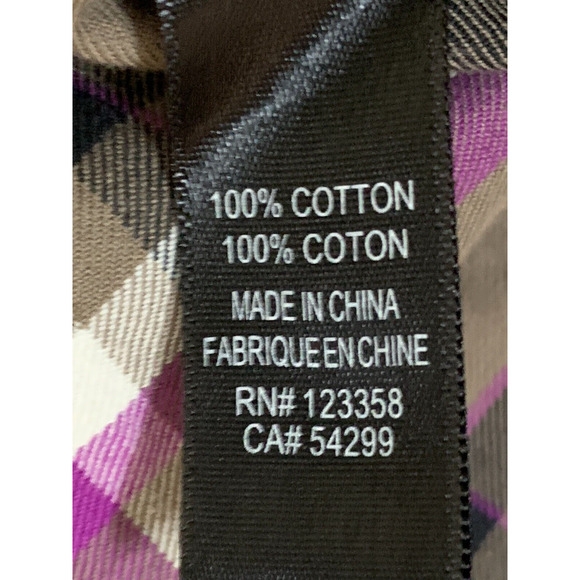 100% COTTON
100% COTON
MADE IN CHINA
FABRIQUE EN CHINE
RN# 123358
CA# 54299